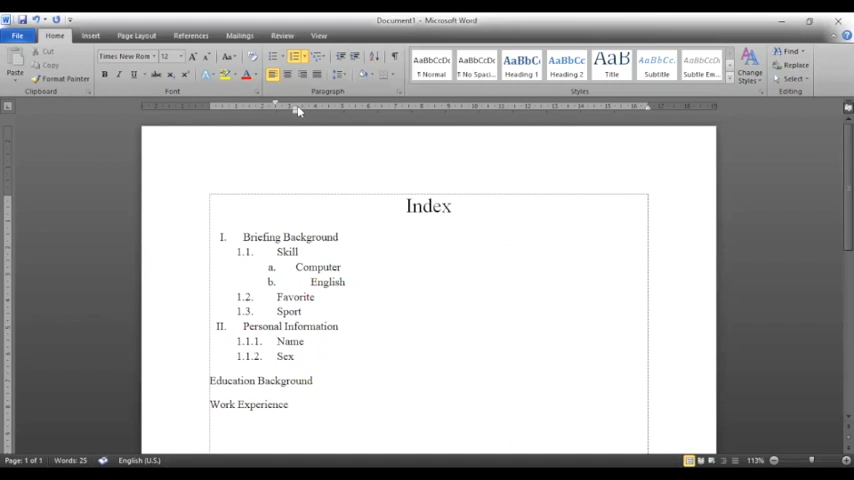 Document1 - Microsoft Word
File Home Insert Page Layout References Mailings Review View
Cut
Copy
Format Painter
Paste
Clipboard
Times New Rom 12
Font
Paragraph
AaBbCcDc AaBbCcDc AaBbCc AaBbCc AaB AaBbCc. AaBbCcDc
¶ Normal ¶ No Spaci... Heading 1 Heading 2 Title Subtitle Subtle Em...
Styles
Change Styles
Find
Replace
Select
Editing
Index
I. Briefing Background
1.1. Skill
a. Computer
b. English
1.2. Favorite
1.3. Sport
II. Personal Information
1.1.1. Name
1.1.2. Sex
Education Background
Work Experience
Page: 1 of 1 Words: 25 English (U.S.) 113%